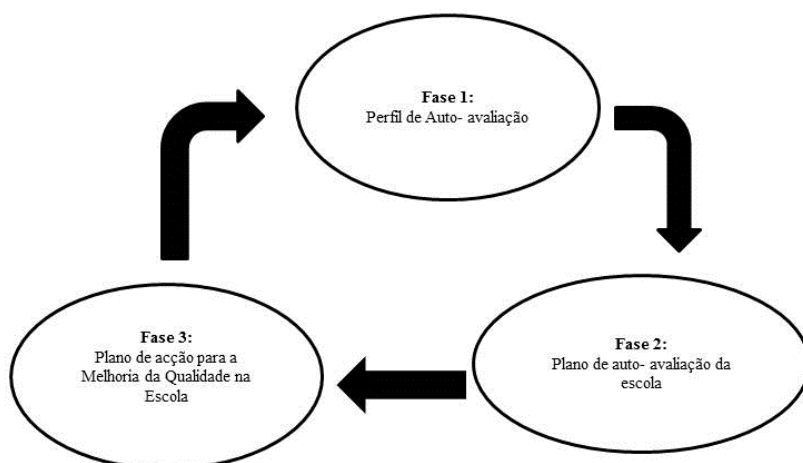 Fase 1:
Perfil de Auto- avaliação
Fase 2:
Plano de auto- avaliação da
escola
Fase 3:
Plano de acção para a
Melhoria da Qualidade na
Escola